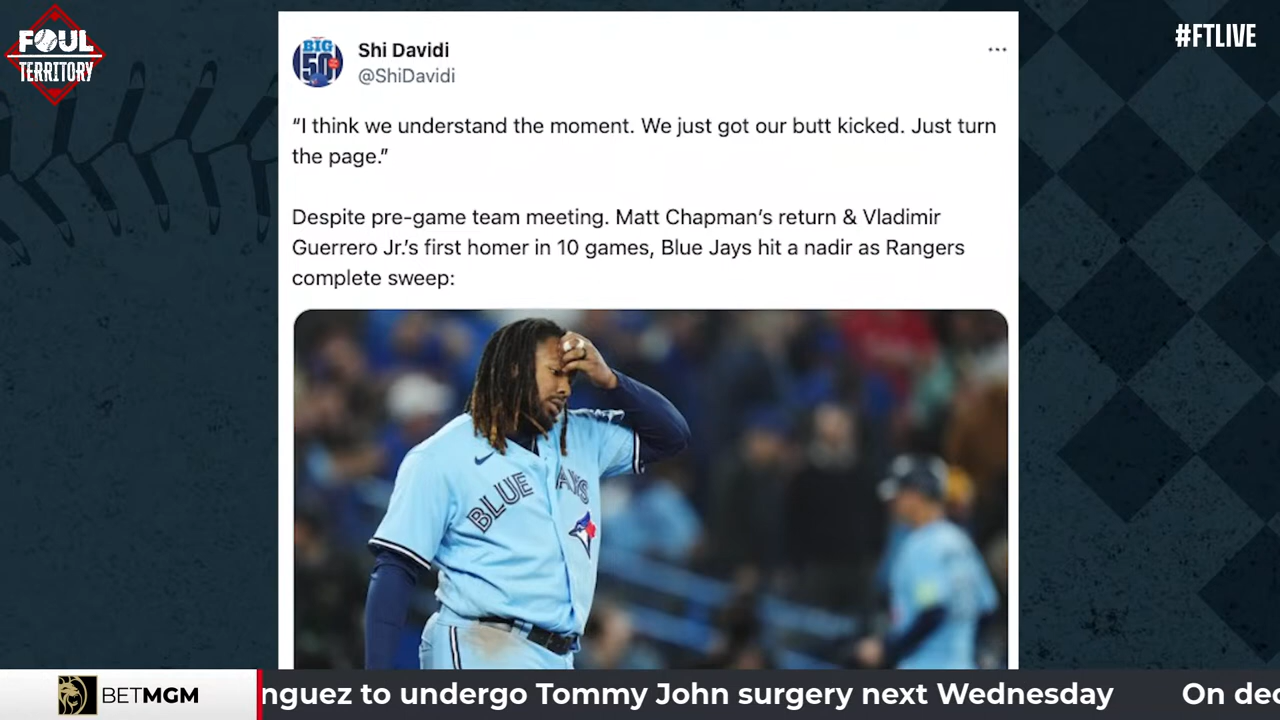 FOUL
TERRITORY
#FTLIVE
BIG
50
Shi Davidi
@ShiDavidi
“I think we understand the moment. We just got our butt kicked. Just turn
the page.”
Despite pre-game team meeting. Matt Chapman’s return & Vladimir
Guerrero Jr.’s first homer in 10 games, Blue Jays hit a nadir as Rangers
complete sweep:
BLUE JAYS
BETMGM
nguez to undergo Tommy John surgery next Wednesday
On dec